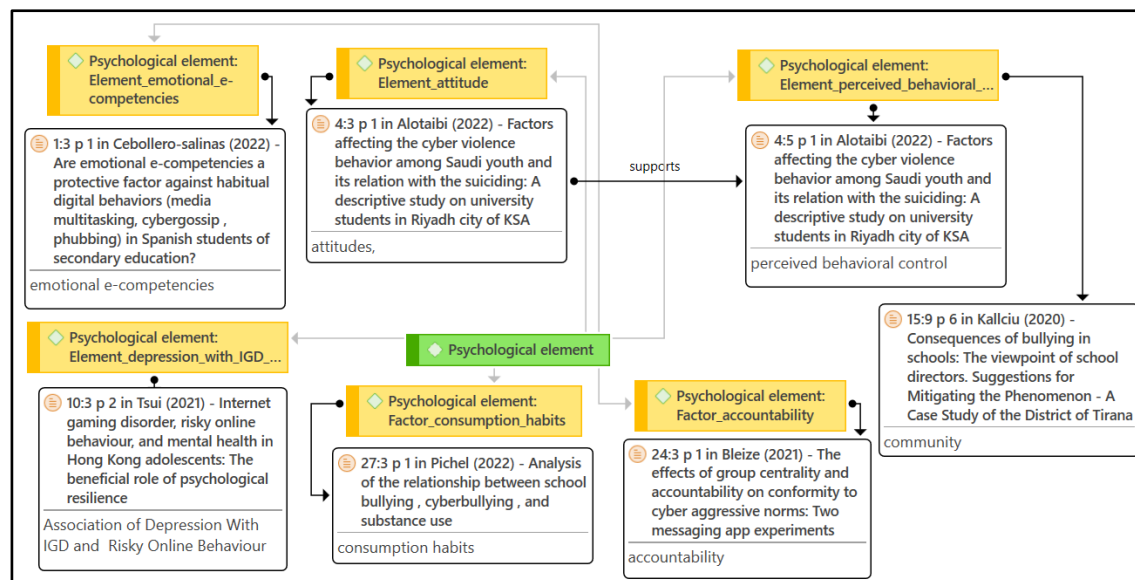 Psychological element:
Element_emotional_e-
competencies
1:3 p 1 in Cebollero-salinas (2022) -
Are emotional e-competencies a
protective factor against habitual
digital behaviors (media
multitasking, cybergossip ,
phubbing) in Spanish students of
secondary education?
emotional e-competencies
Psychological element:
Element_attitude
4:3 p 1 in Alotaibi (2022) - Factors
affecting the cyber violence
behavior among Saudi youth and
its relation with the suiciding: A
descriptive study on university
students in Riyadh city of KSA
attitudes,
supports
Psychological element:
Element_perceived_behavioral_...
4:5 p 1 in Alotaibi (2022) - Factors
affecting the cyber violence
behavior among Saudi youth and
its relation with the suiciding: A
descriptive study on university
students in Riyadh city of KSA
perceived behavioral control
Psychological element:
Element_depression_with_IGD_...
10:3 p 2 in Tsui (2021) - Internet
gaming disorder, risky online
behaviour, and mental health in
Hong Kong adolescents: The
beneficial role of psychological
resilience
Association of Depression With
IGD and Risky Online Behaviour
Psychological element
Psychological element:
Factor_consumption_habits
27:3 p 1 in Pichel (2022) - Analysis
of the relationship between school
bullying , cyberbullying , and
substance use
consumption habits
Psychological element:
Factor_accountability
24:3 p 1 in Bleize (2021) - The
effects of group centrality and
accountability on conformity to
cyber aggressive norms: Two
messaging app experiments
accountability
15:9 p 6 in Kallciu (2020) -
Consequences of bullying in
schools: The viewpoint of school
directors. Suggestions for
Mitigating the Phenomenon - A
Case Study of the District of Tirana
community